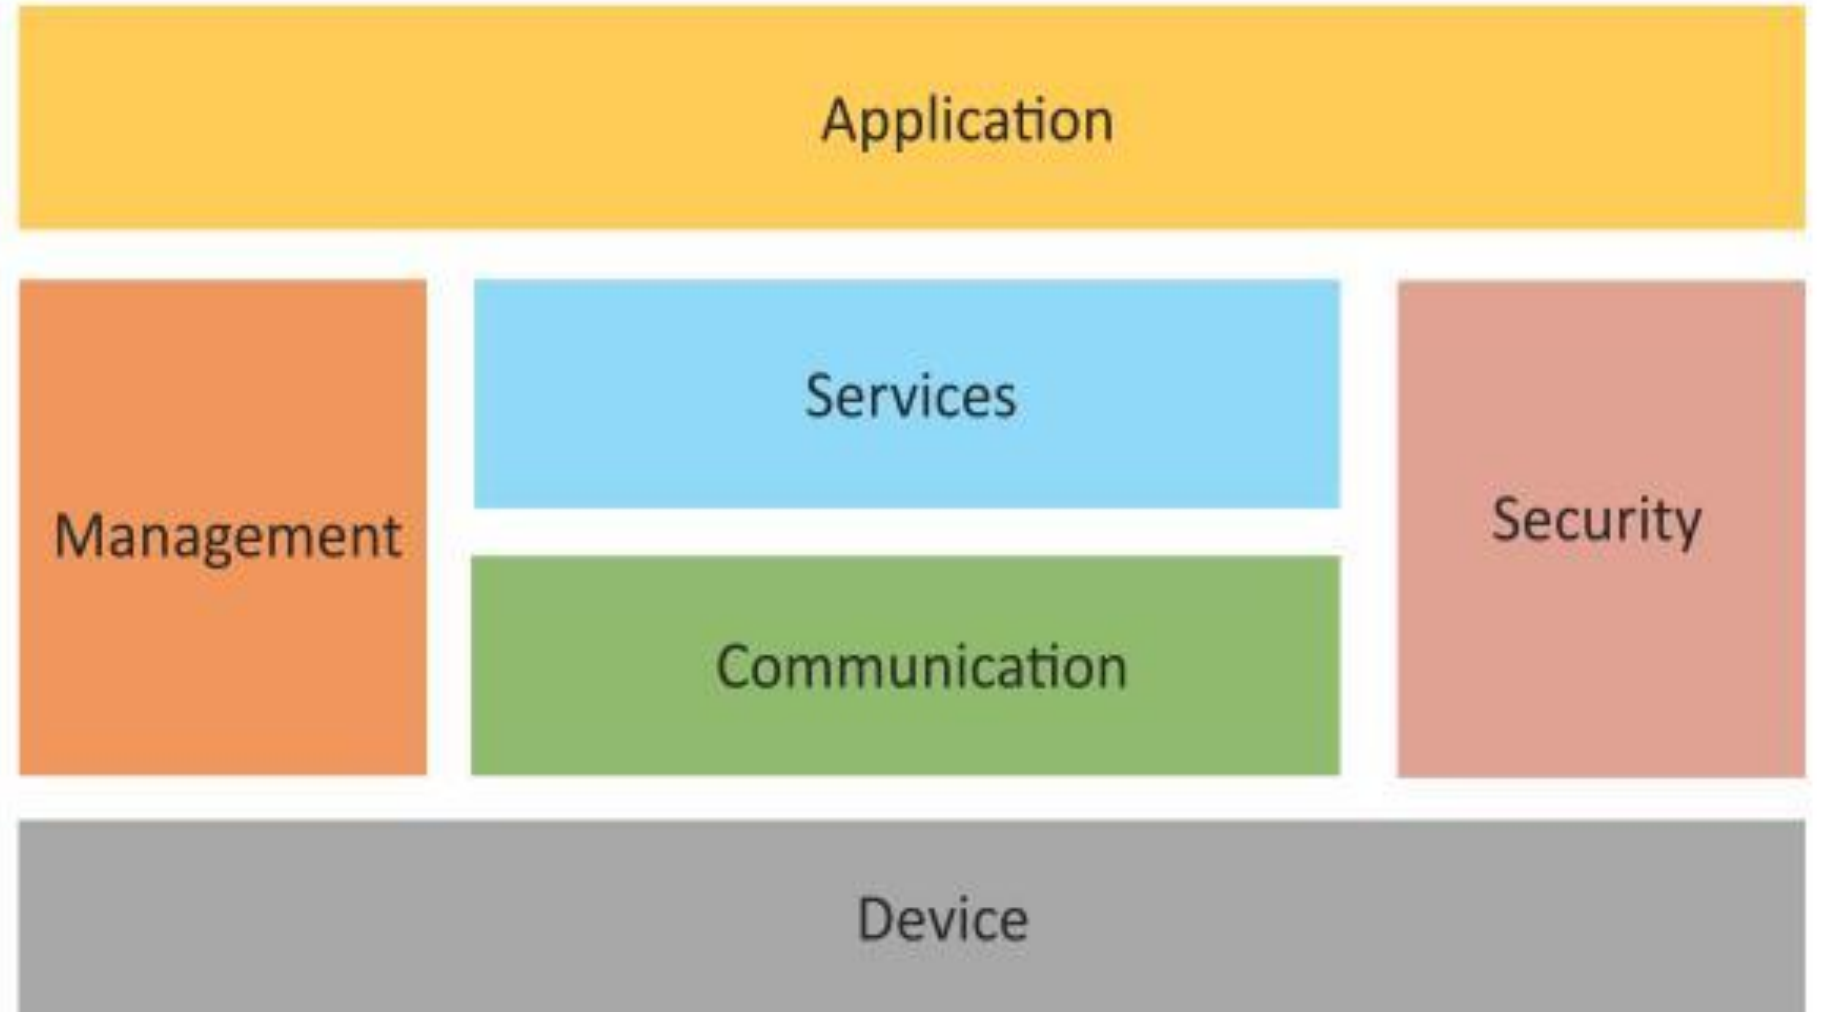 Application
Services
Management
Security
Communication
Device